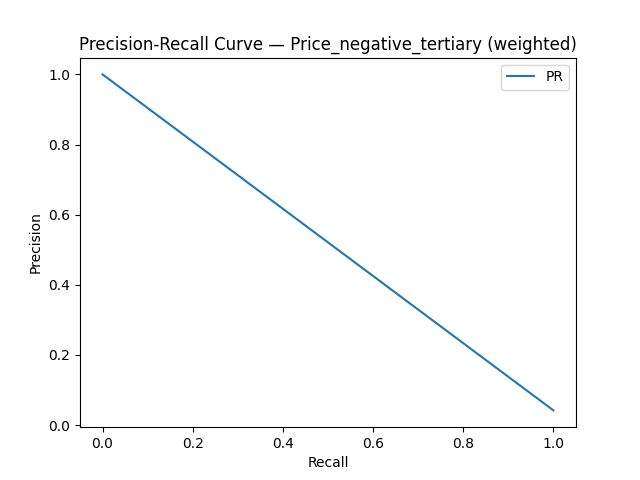 Precision-Recall Curve — Price_negative_tertiary (weighted)
PR
Precision
1.0
0.8
0.6
0.4
0.2
0.0
0.0 0.2 0.4 0.6 0.8 1.0
Recall